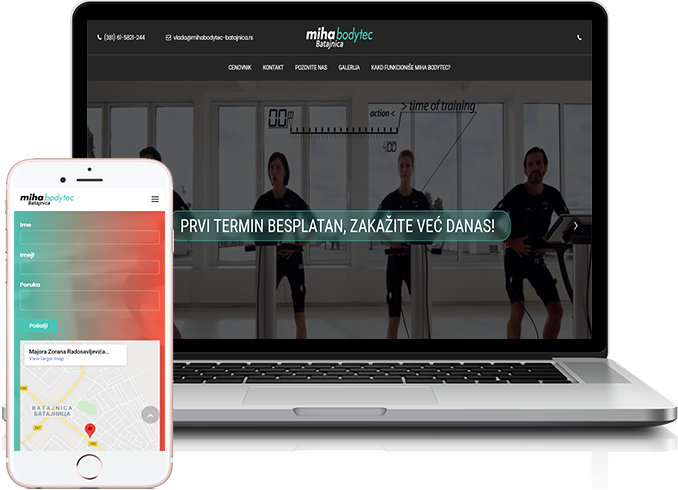 (381)-61-5821-244
vlada@mihabodytec-batajnica.rs
miha bodytec
Batajnica
CENOVNIK
KONTAKT
POZOVITE NAS
GALERIJA
KAKO FUNKCIONIŠE MIHA BODYTEC?
time of training
action <
400
PRVI TERMIN BESPLATAN, ZAKAŽITE VEĆ DANAS!
miha bodytec
Batajnica
Ime
Imejl
Poruka
Pošalji
Majora Zorana Radosavljevića...
View larger map
BATAJNICA
БАТАЈНИЦА